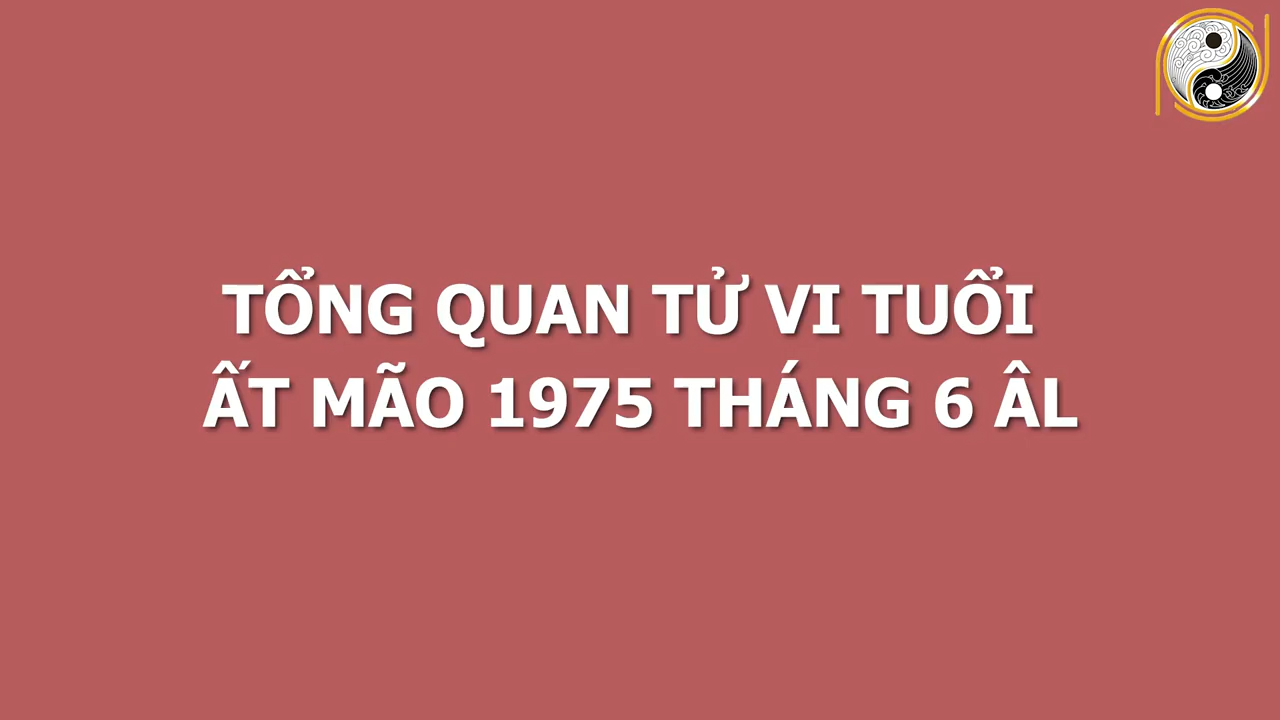 TỔNG QUAN TỬ VI TUỔI
ẤT MÃO 1975 THÁNG 6 ÂL